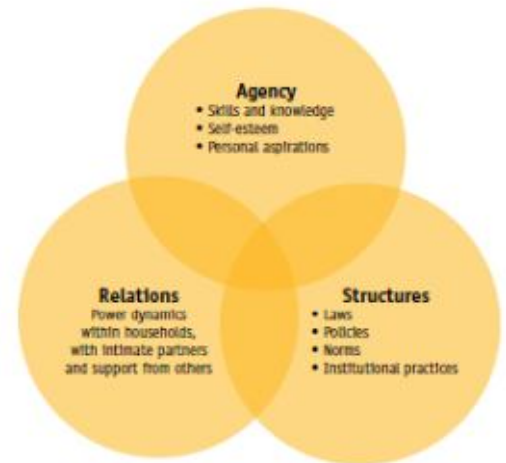 Agency
• Skills and knowledge
• Self-esteem
• Personal aspirations
Relations
Power dynamics
within households,
with intimate partners
and support from others
Structures
• Laws
• Policies
• Norms
• Institutional practices